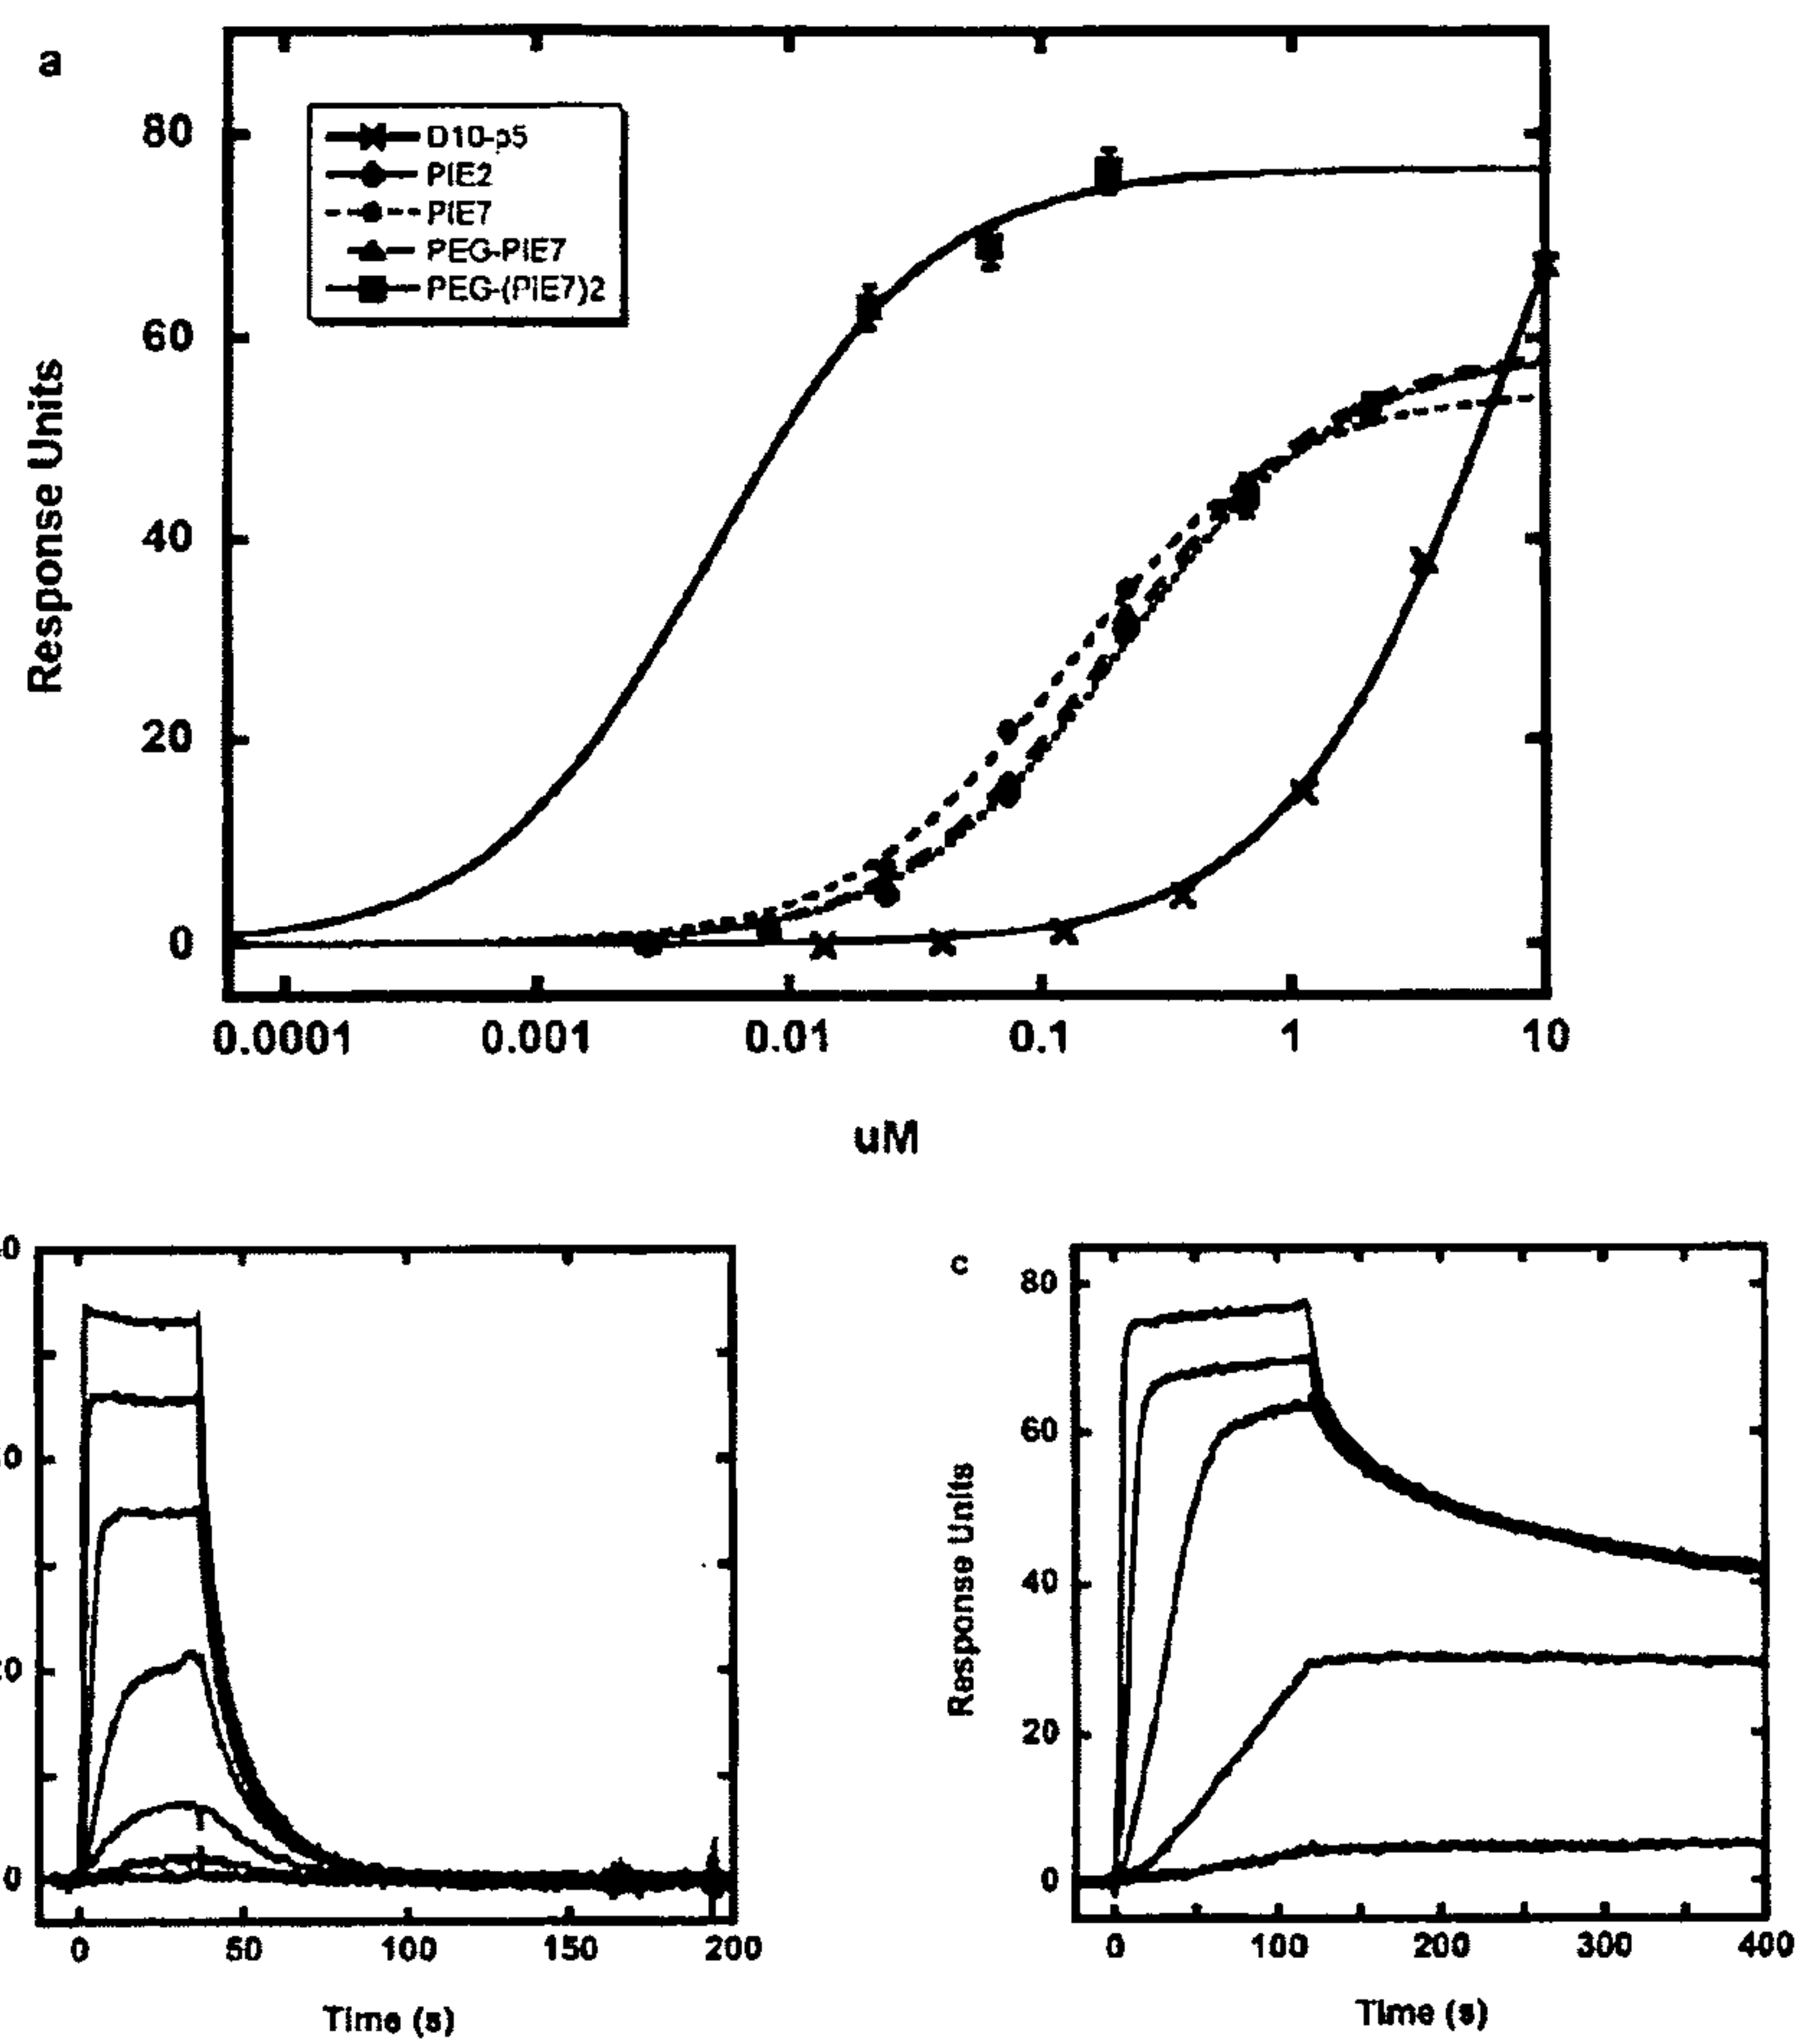 a
80
60
40
20
0
Response Units
D10-p5
PIE2
PIE7
PEG-PIE7
PEG-(PIE7)2
0.0001 0.001 0.01 0.1 1 10
uM
0
0 50 100 150 200
Time (s)
c
80
60
40
20
0
Response Units
0 100 200 300 400
Time (s)